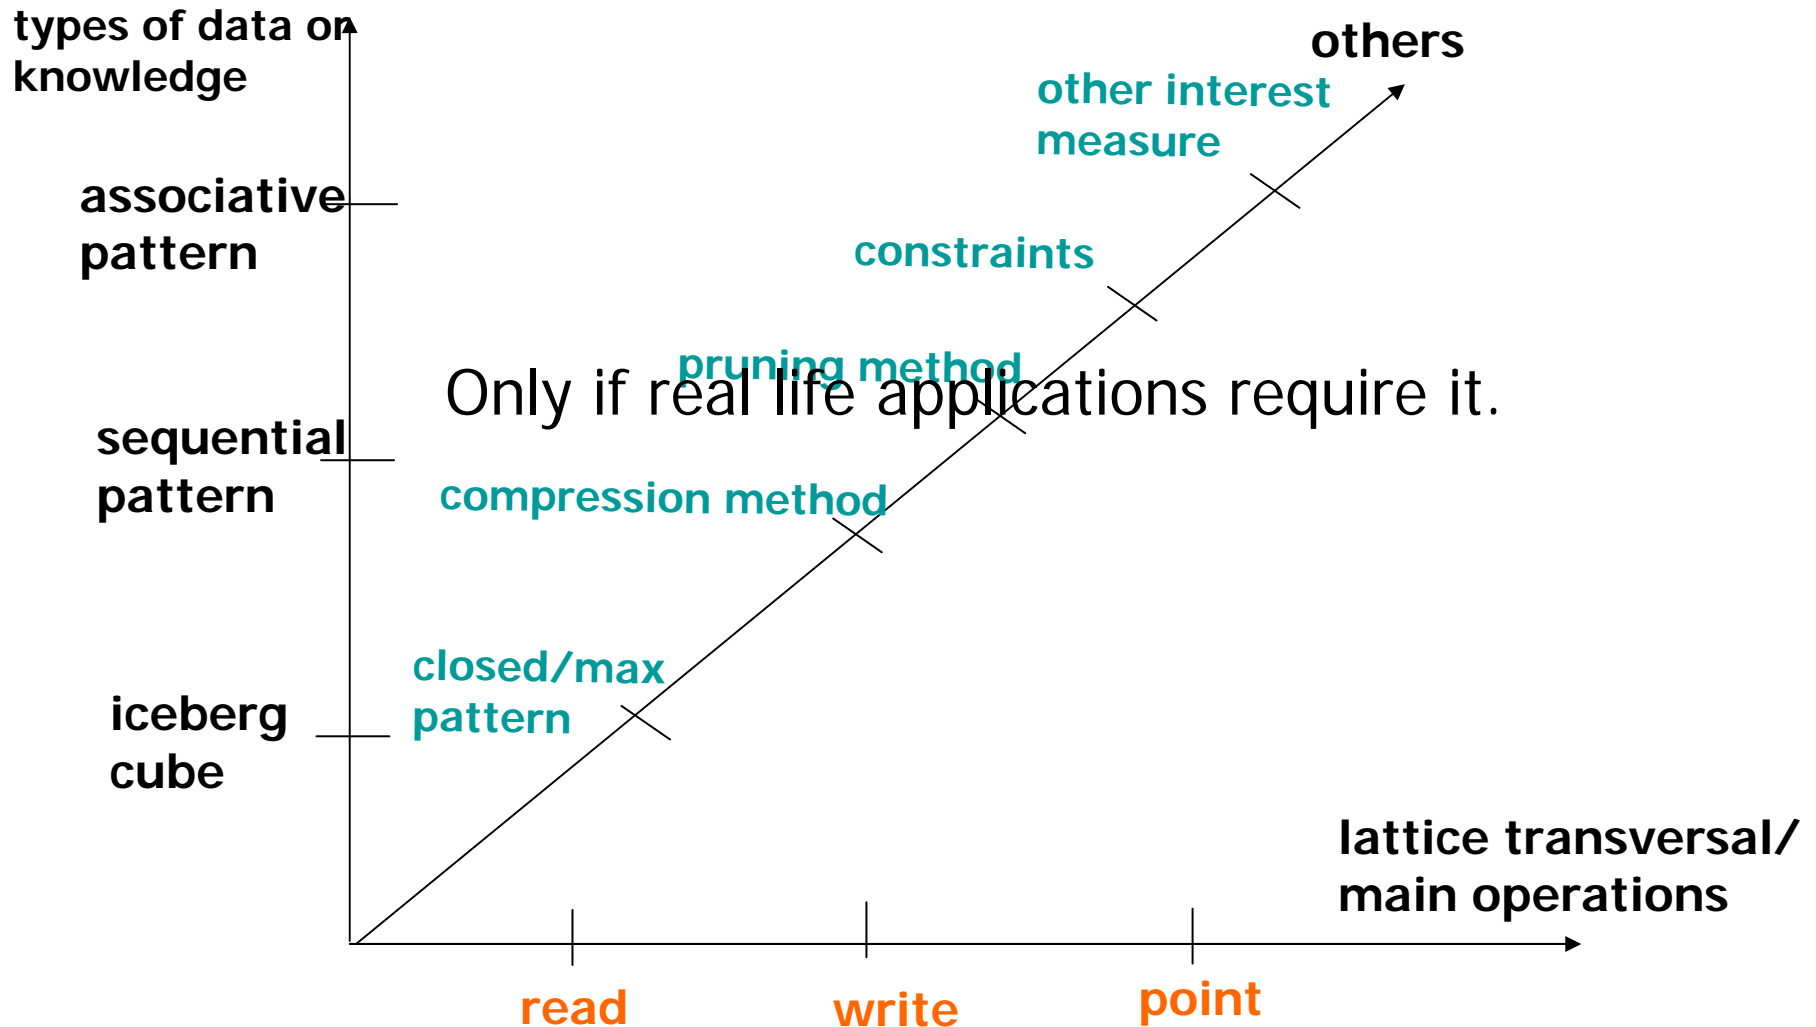 types of data or
knowledge
others
other interest
measure
associative
pattern
constraints
pruning method
Only if real life applications require it.
sequential
pattern
compression method
closed/max
pattern
iceberg
cube
lattice transversal/
main operations
read
write
point